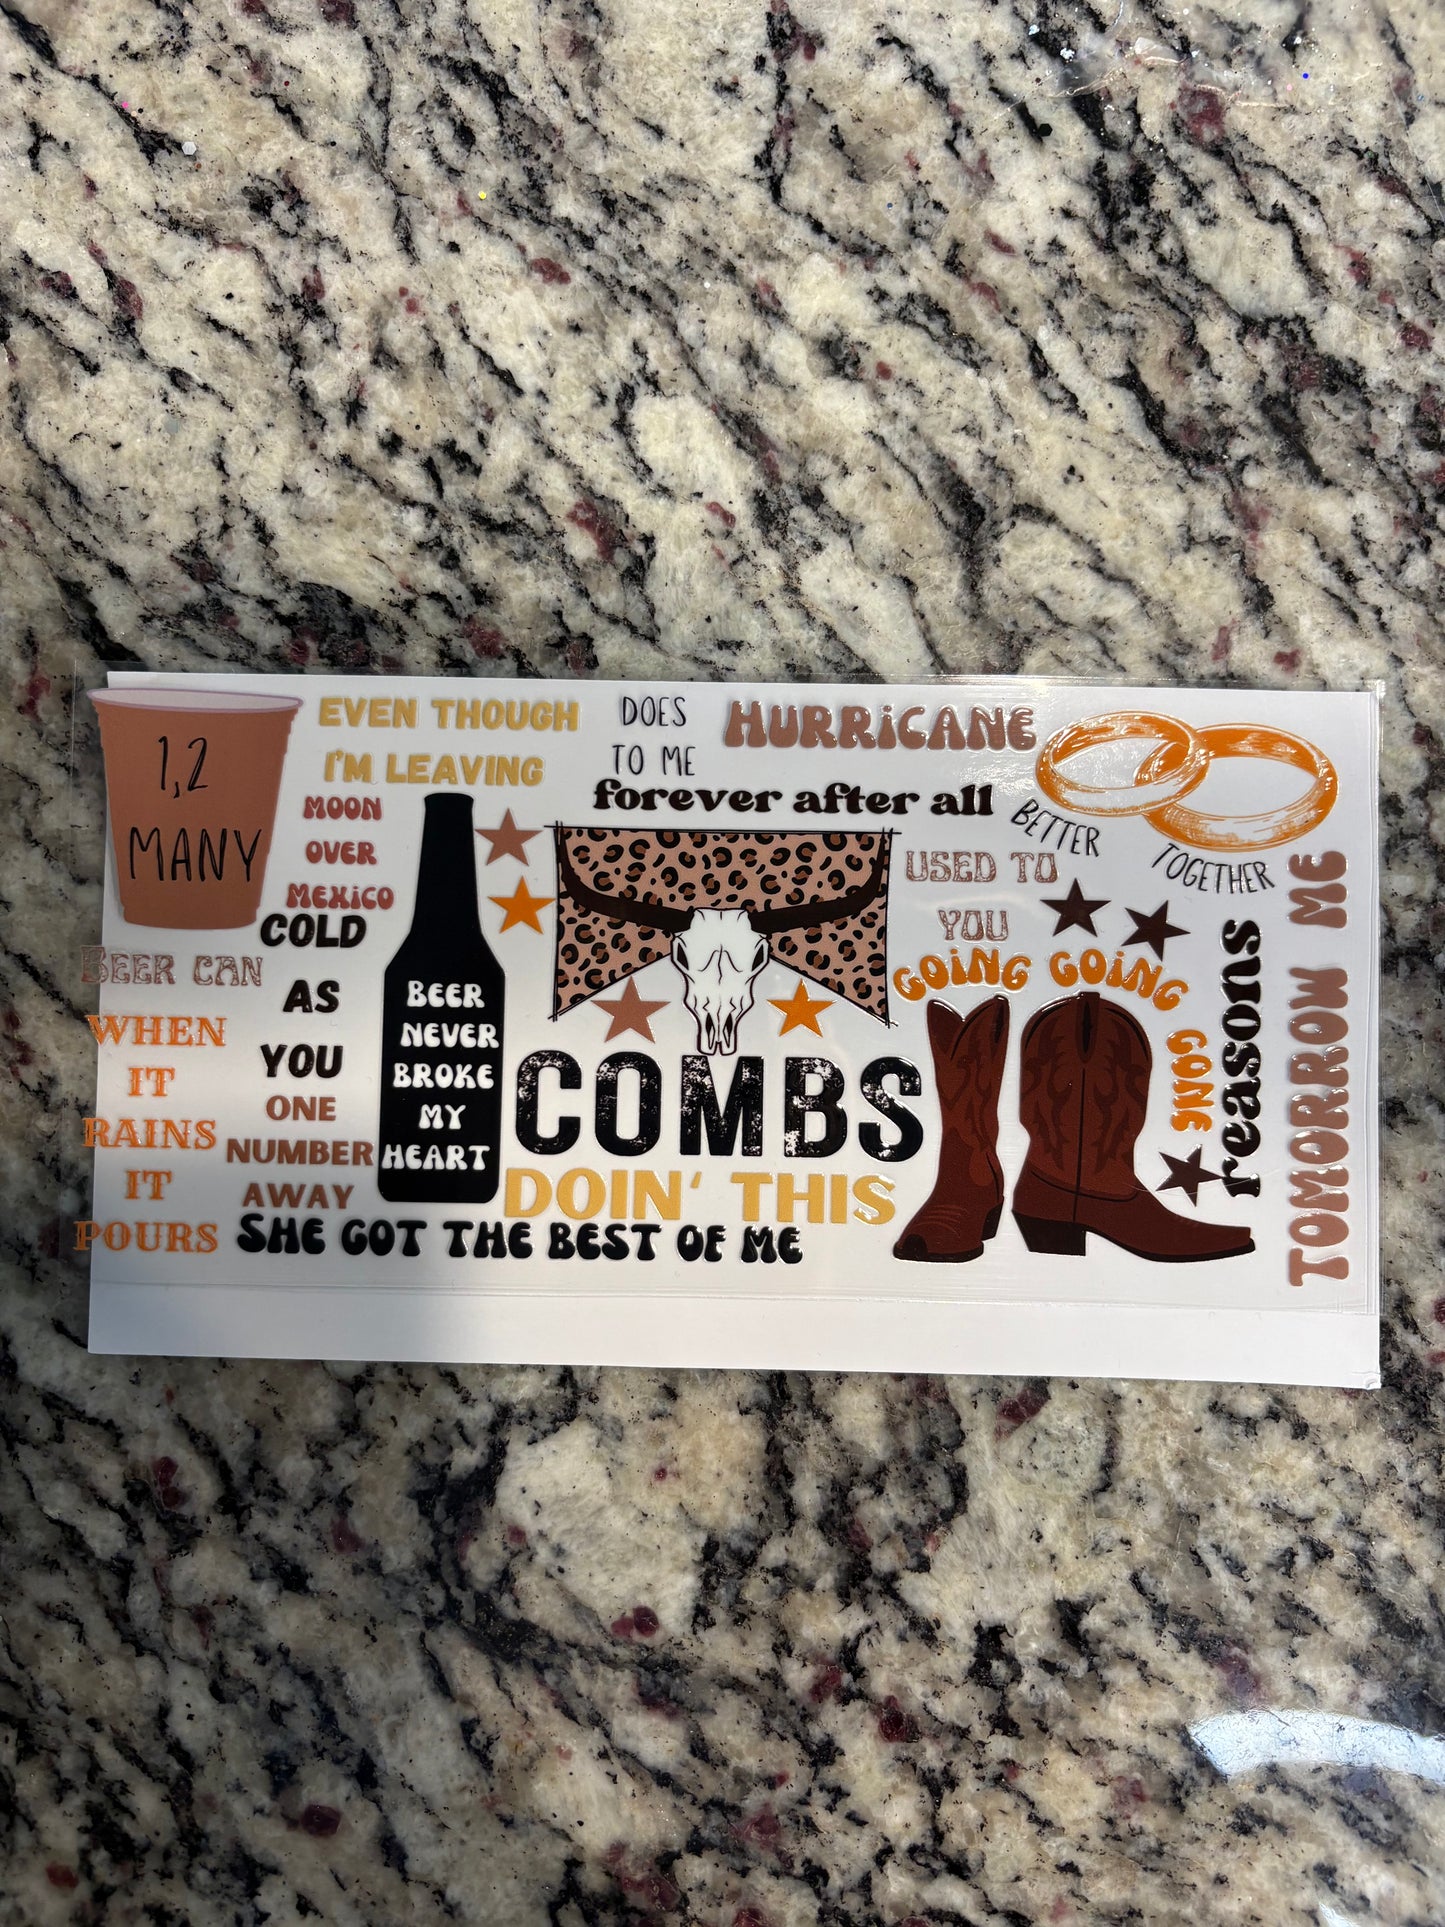 1,2
MANY
EVEN THOUGH
I'M LEAVING
DOES
TO ME
HURRiCANE
forever after all
BETTER
TOGETHER
MOON
OVER
MEXiCO
COLD
AS
YOU
BEER CAN
WHEN
IT
RAINS
IT
POURS
ONE
NUMBER
AWAY
BEER
NEVER
BROKE
MY
HEART
COMBS
DOIN' THIS
SHE GOT THE BEST OF ME
USED TO
YOU
GOiNG GOiNG GONE
reasons
TOMORROW ME